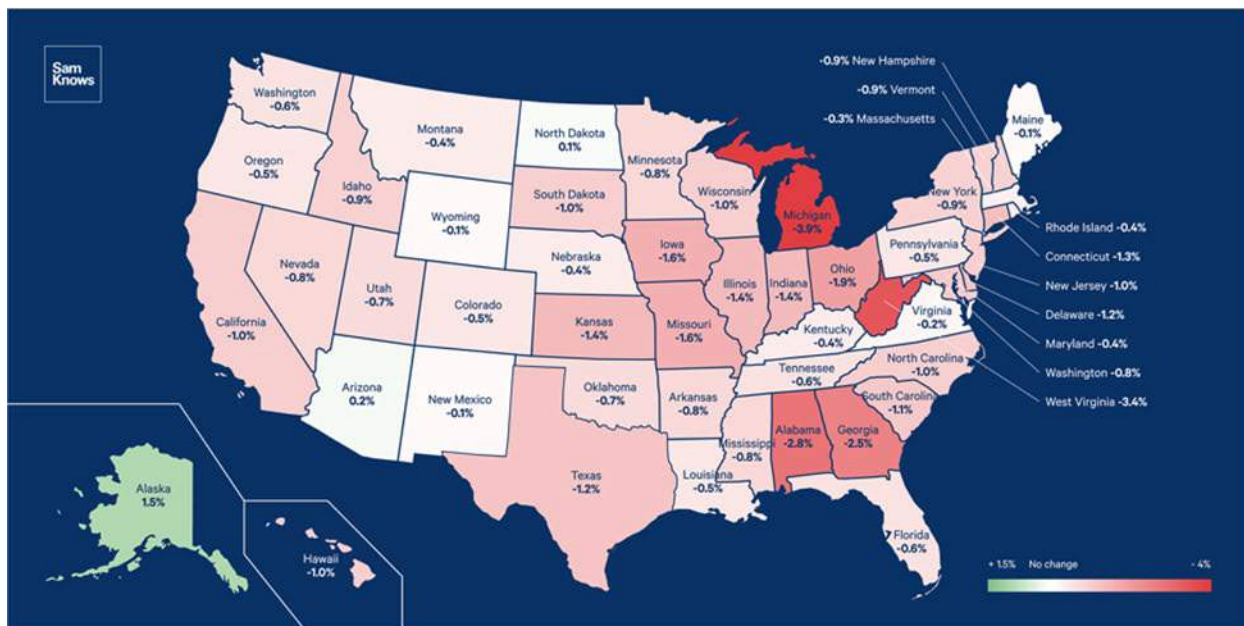 Sam
Knows
Washington
-0.6%
Oregon
-0.5%
California
-1.0%
Nevada
-0.8%
Idaho
-0.9%
Montana
-0.4%
Wyoming
-0.1%
Utah
-0.7%
Colorado
-0.5%
Arizona
0.2%
New Mexico
-0.1%
North Dakota
0.1%
South Dakota
-1.0%
Nebraska
-0.4%
Kansas
-1.4%
Oklahoma
-0.7%
Texas
-1.2%
Minnesota
-0.8%
Iowa
-1.6%
Missouri
-1.6%
Arkansas
-0.8%
Louisiana
-0.5%
Wisconsin
-1.0%
Illinois
-1.4%
Michigan
-3.9%
Indiana
-1.4%
Ohio
-1.9%
Kentucky
-0.4%
Tennessee
-0.6%
Mississippi
-0.8%
Alabama
-2.8%
Georgia
-2.5%
Florida
-0.6%
South Carolina
-1.1%
North Carolina
-1.0%
Virginia
-0.2%
Pennsylvania
-0.5%
New York
-0.9%
Maine
-0.1%
-0.9% New Hampshire
-0.9% Vermont
-0.3% Massachusetts
Rhode Island -0.4%
Connecticut -1.3%
New Jersey -1.0%
Delaware -1.2%
Maryland -0.4%
Washington -0.8%
West Virginia -3.4%
Alaska
1.5%
Hawaii
-1.0%
+ 1.5% No change - 4%